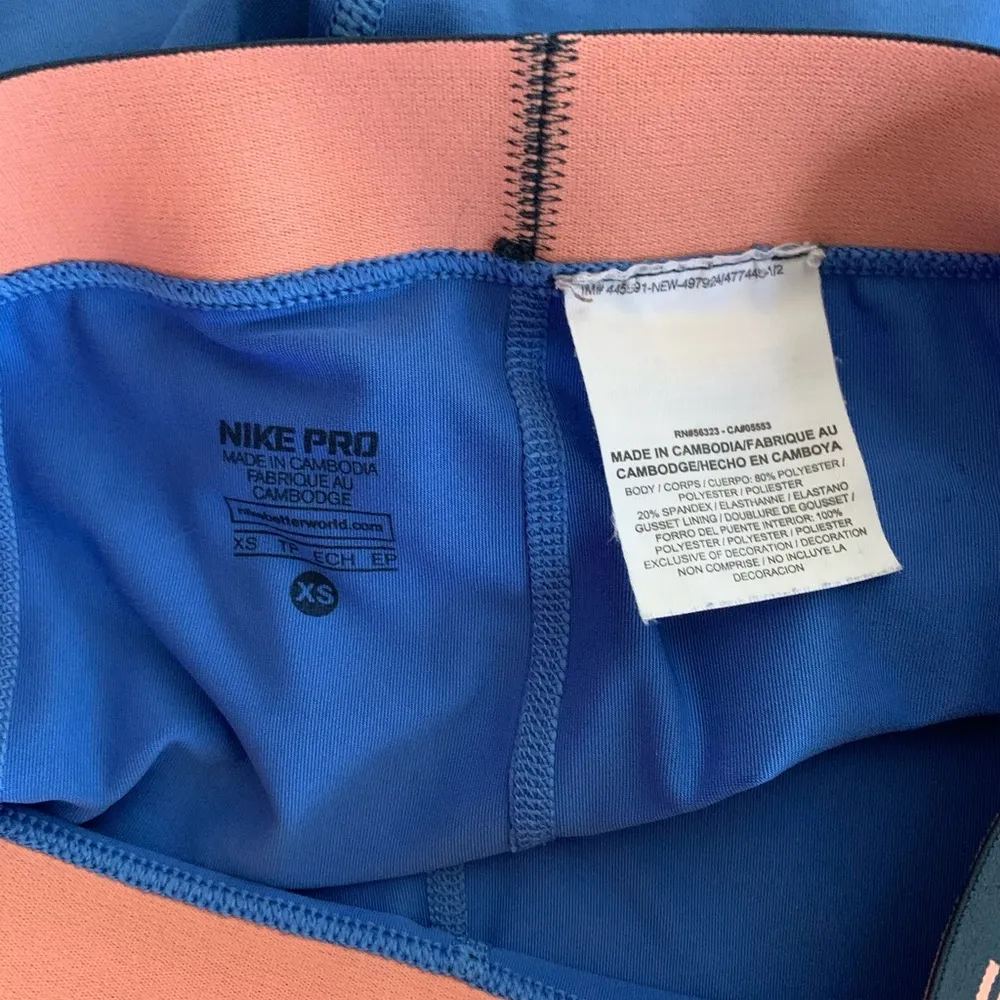 NIKE PRO
MADE IN CAMBODIA
FABRIQUE AU
CAMBODGE
nikebetterworld.com
XS TP ECH EP
XS
RN#56323 - CA#05553
MADE IN CAMBODIA/FABRIQUE AU
CAMBODGE/HECHO EN CAMBOYA
BODY / CORPS / CUERPO: 80% POLYESTER /
POLYESTER / POLIESTER
20% SPANDEX / ELASTHANNE / ELASTANO
GUSSET LINING / DOUBLURE DE GOUSSET /
FORRO DEL PUENTE INTERIOR: 100%
POLYESTER / POLYESTER / POLIESTER
EXCLUSIVE OF DECORATION / DECORATION
NON COMPRISE / NO INCLUYE LA
DECORACION